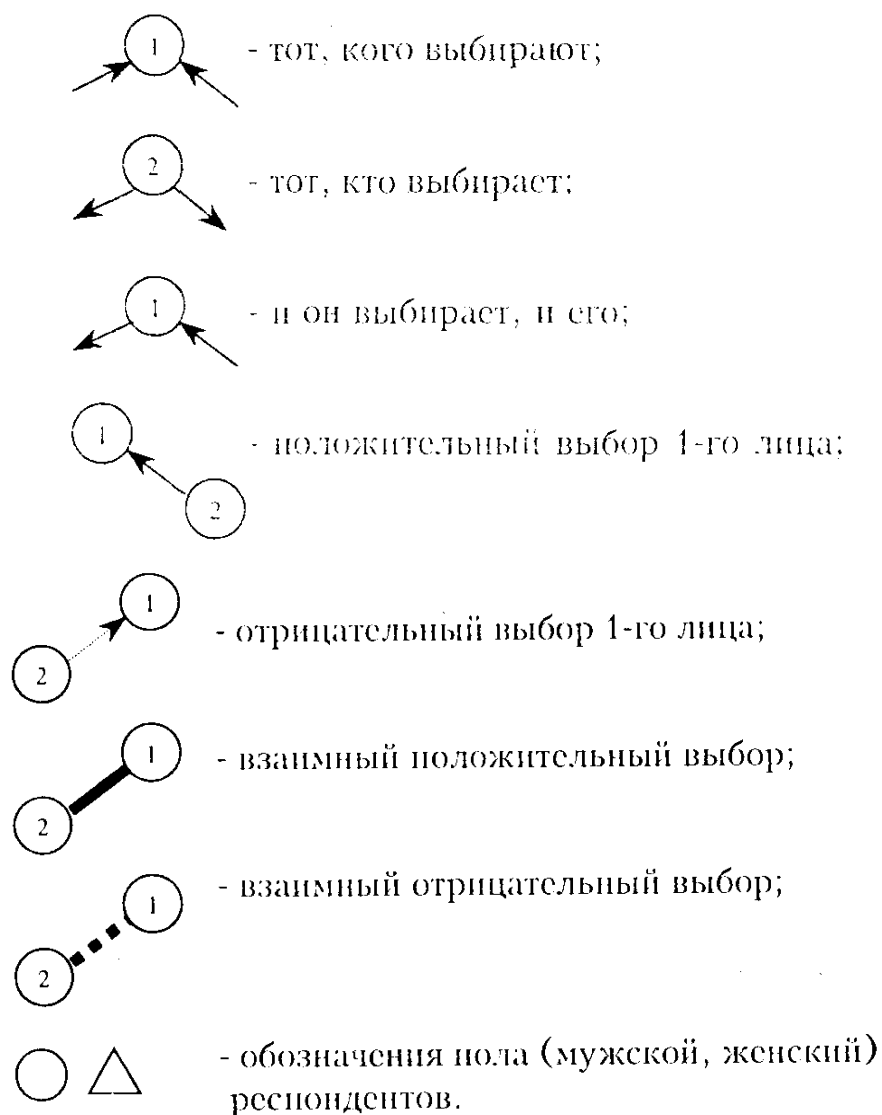 1 - тот, кого выбирают;
2 - тот, кто выбирает;
1 - и он выбирает, и его;
1 - положительный выбор 1-го лица;
2
1 - отрицательный выбор 1-го лица;
2
1 - взаимный положительный выбор;
2
1 - взаимный отрицательный выбор;
2
- обозначения пола (мужской, женский)
респондентов.